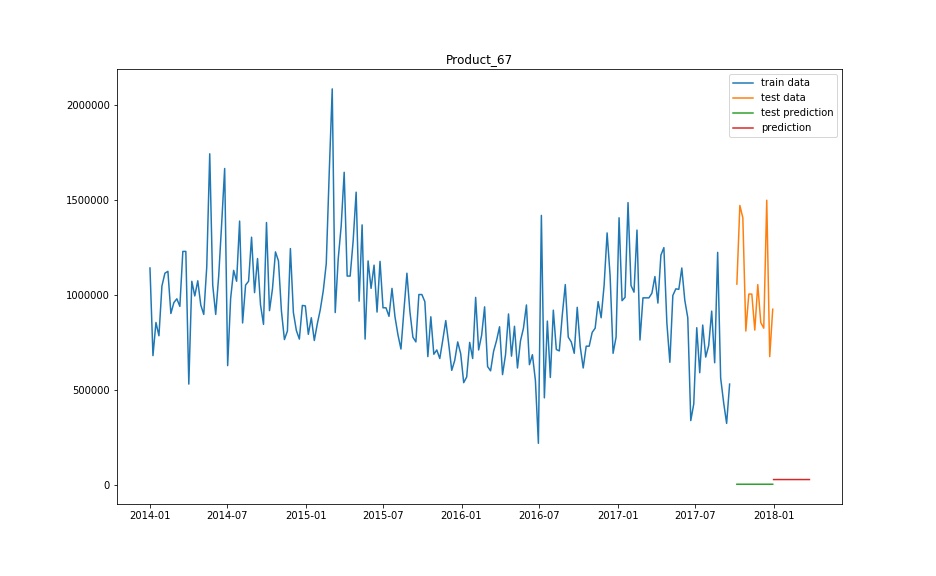 Product_67
train data
test data
test prediction
prediction
2000000
1500000
1000000
500000
0
2014-01 2014-07 2015-01 2015-07 2016-01 2016-07 2017-01 2017-07 2018-01